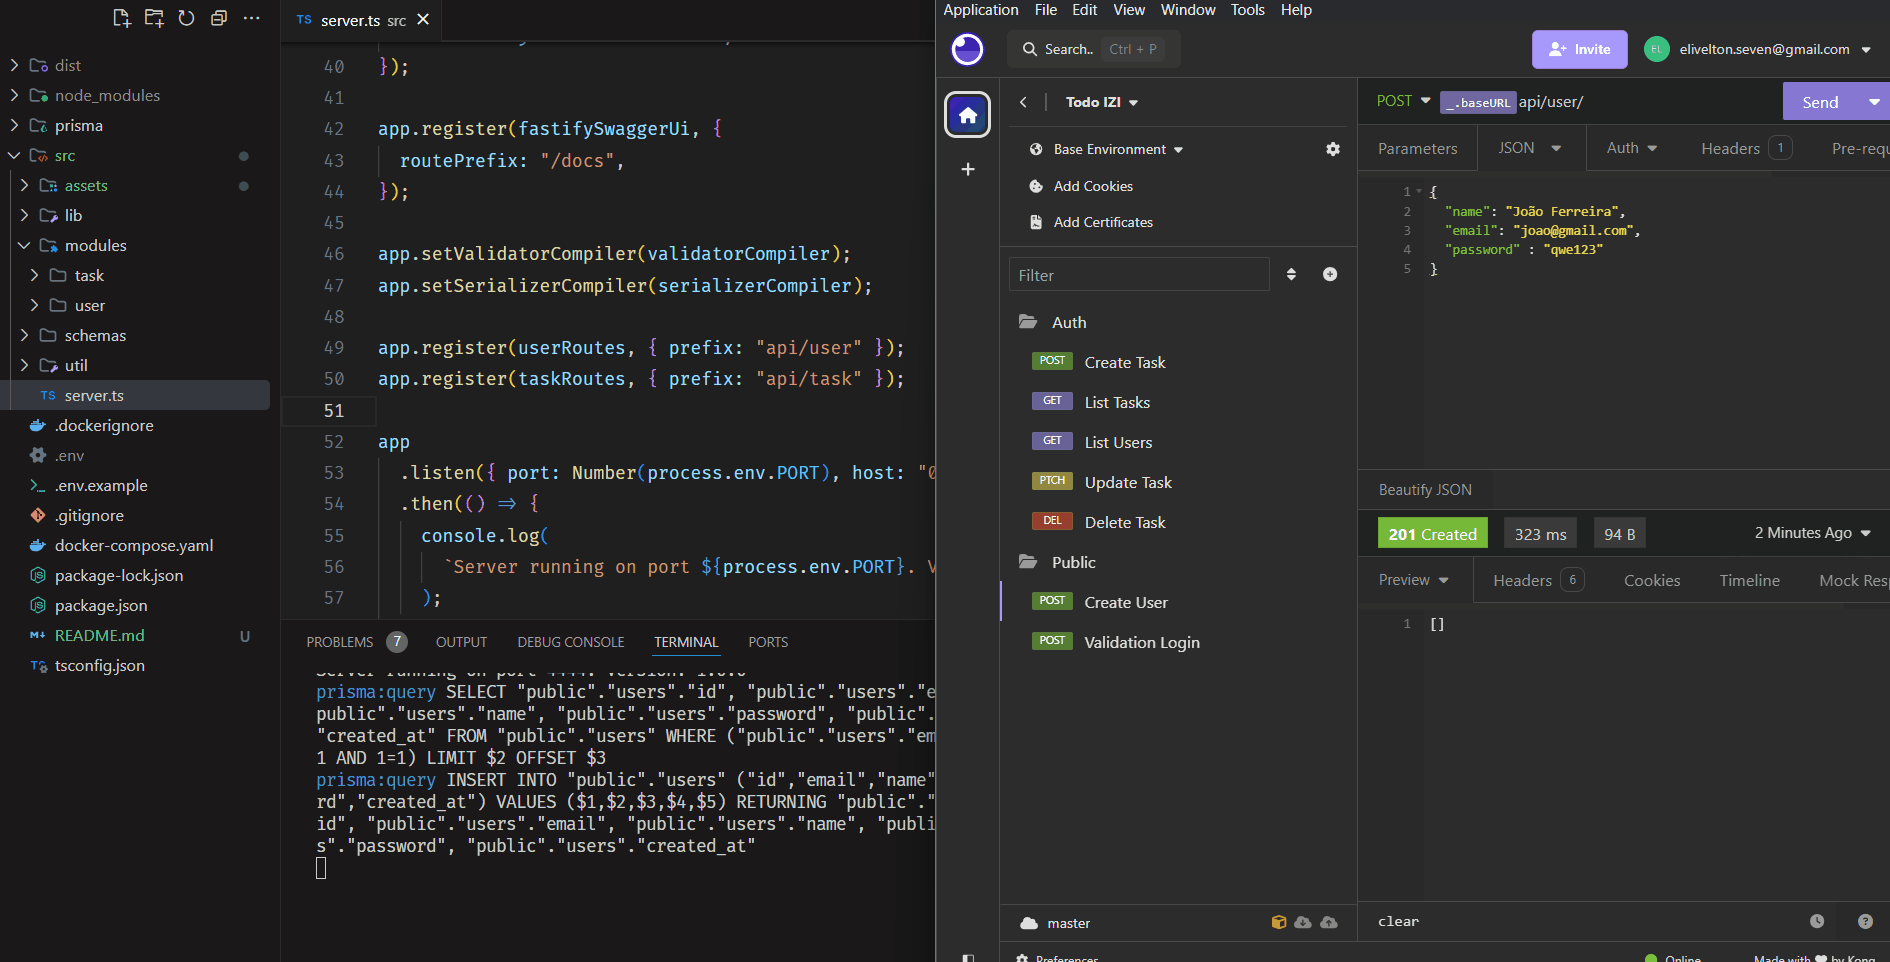 dist
node_modules
prisma
src
assets
lib
modules
task
user
schemas
util
TS server.ts
.dockerignore
.env
.env.example
.gitignore
docker-compose.yaml
package-lock.json
package.json
README.md U
tsconfig.json
TS server.ts src
40 });
41
42 app.register(fastifySwaggerUi, {
43 routePrefix: "/docs",
44 });
45
46 app.setValidatorCompiler(validatorCompiler);
47 app.setSerializerCompiler(serializerCompiler);
48
49 app.register(userRoutes, { prefix: "api/user" });
50 app.register(taskRoutes, { prefix: "api/task" });
51
52 app
53 .listen({ port: Number(process.env.PORT), host: "0
54 .then(() => {
55 console.log(
56 `Server running on port ${process.env.PORT}. V
57 );
PROBLEMS 7 OUTPUT DEBUG CONSOLE TERMINAL PORTS
Server running on port 4444. Version: 1.0.0
prisma:query SELECT "public"."users"."id", "public"."users"."e
public"."users"."name", "public"."users"."password", "public".
"created_at" FROM "public"."users" WHERE ("public"."users"."em
1 AND 1=1) LIMIT $2 OFFSET $3
prisma:query INSERT INTO "public"."users" ("id","email","name"
rd","created_at") VALUES ($1,$2,$3,$4,$5) RETURNING "public"."
id", "public"."users"."email", "public"."users"."name", "publi
s"."password", "public"."users"."created_at"
Application File Edit View Window Tools Help
Search.. Ctrl + P
Invite
EL elivelton.seven@gmail.com
Todo IZI
Base Environment
Add Cookies
Add Certificates
Filter
Auth
POST Create Task
GET List Tasks
GET List Users
PTCH Update Task
DEL Delete Task
Public
POST Create User
POST Validation Login
master
Preferences
POST _.baseURL api/user/ Send
Parameters JSON Auth Headers 1 Pre-requ
1 {
2 "name": "João Ferreira",
3 "email": "joao@gmail.com",
4 "password" : "qwe123"
5 }
Beautify JSON
201 Created 323 ms 94 B 2 Minutes Ago
Preview Headers 6 Cookies Timeline Mock Res
1 []
clear
Online Made with by Kong